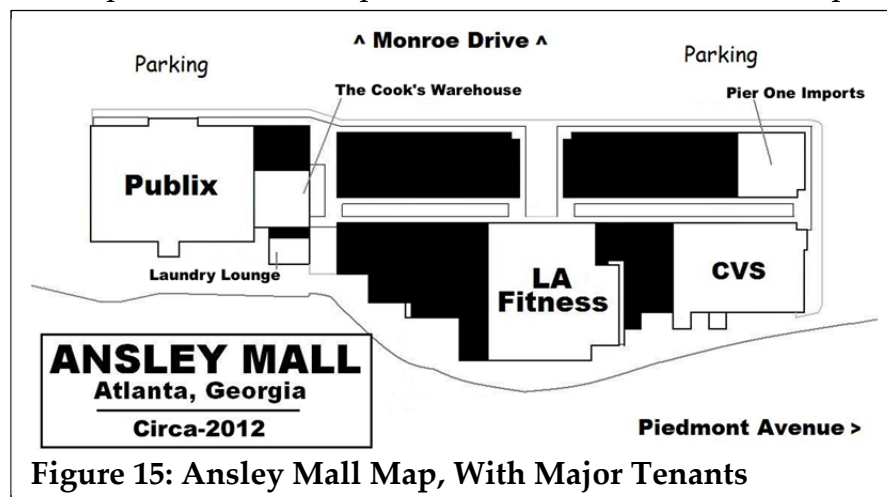 ^ Monroe Drive ^
Parking
Parking
The Cook's Warehouse
Pier One Imports
Publix
Laundry Lounge
LA
Fitness
CVS
ANSLEY MALL
Atlanta, Georgia
Circa-2012
Piedmont Avenue >
Figure 15: Ansley Mall Map, With Major Tenants